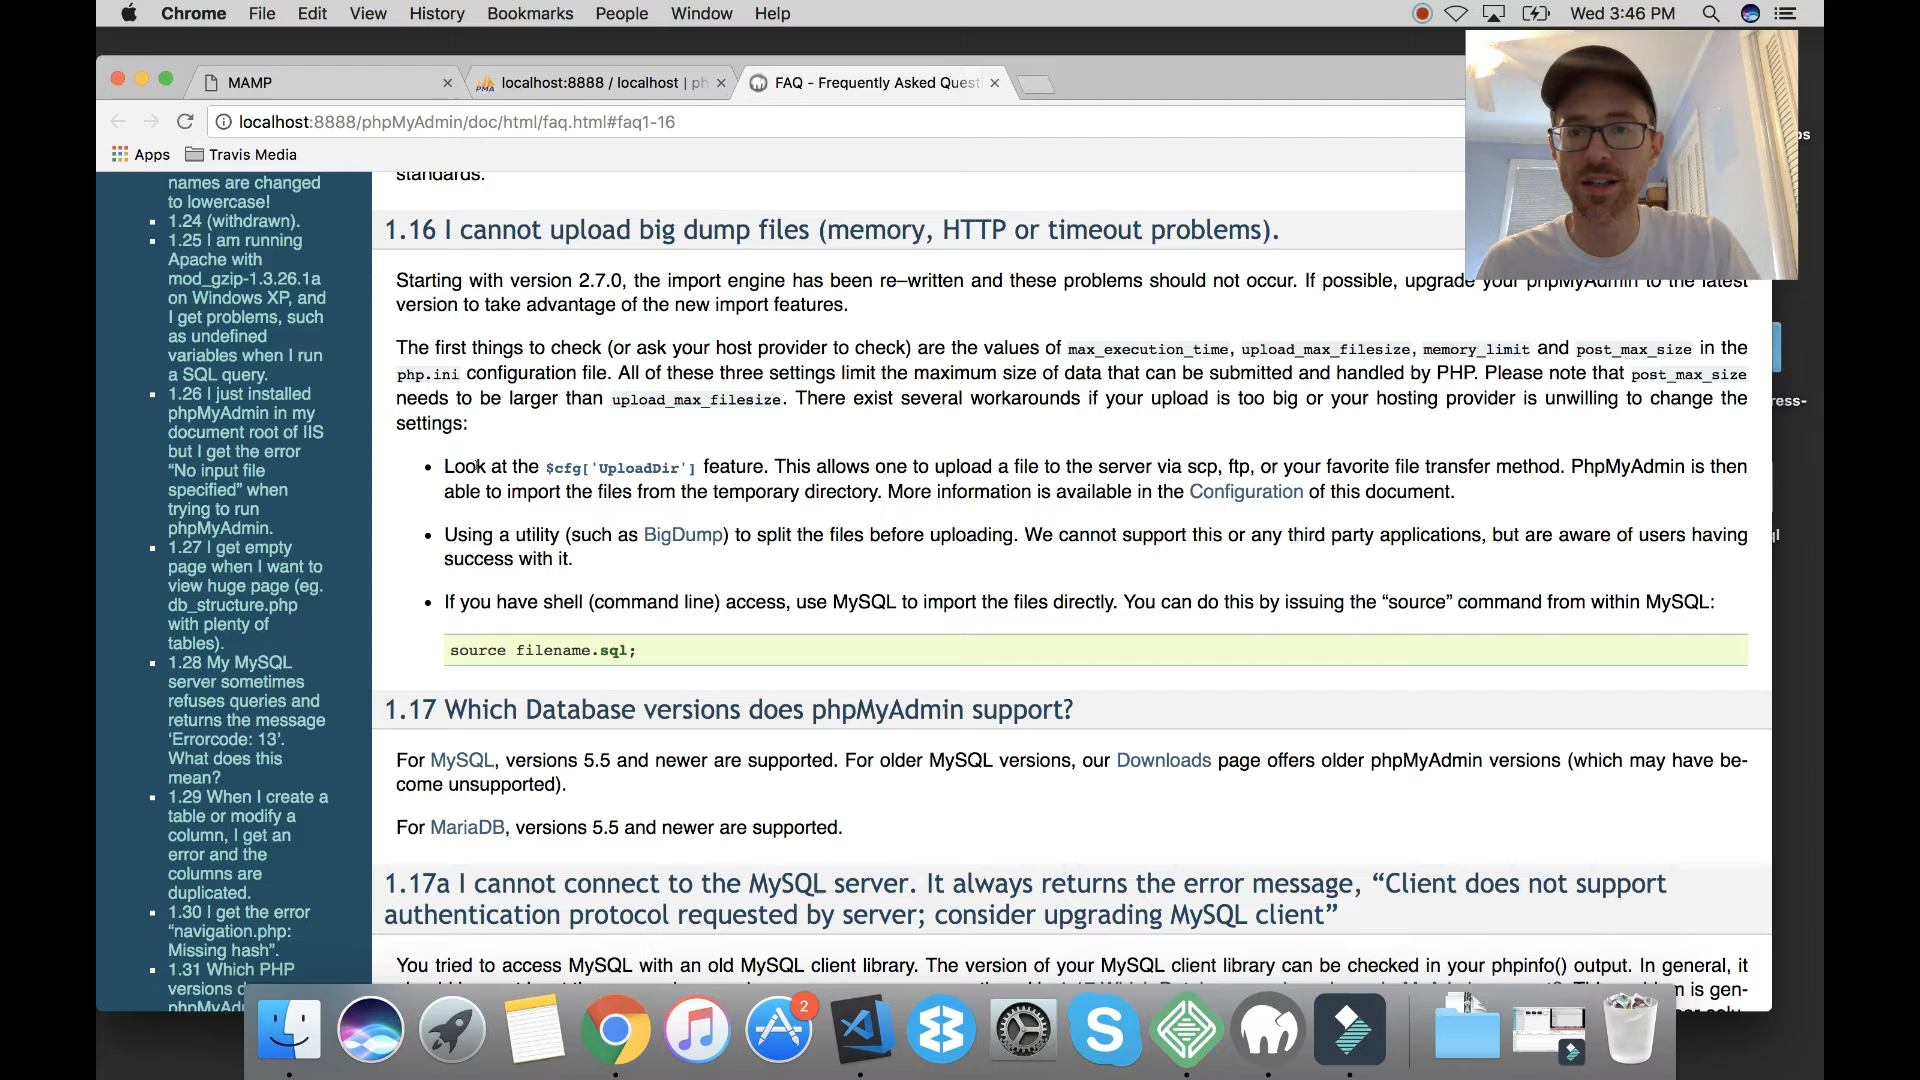 Chrome File Edit View History Bookmarks People Window Help Wed 3:46 PM
MAMP localhost:8888 / localhost | ph FAQ - Frequently Asked Quest
PMA
localhost:8888/phpMyAdmin/doc/html/faq.html#faq1-16
Apps Travis Media
names are changed
to lowercase!
1.24 (withdrawn).
1.25 I am running
Apache with
mod_gzip-1.3.26.1a
on Windows XP, and
I get problems, such
as undefined
variables when I run
a SQL query.
1.26 I just installed
phpMyAdmin in my
document root of IIS
but I get the error
“No input file
specified” when
trying to run
phpMyAdmin.
1.27 I get empty
page when I want to
view huge page (eg.
db_structure.php
with plenty of
tables).
1.28 My MySQL
server sometimes
refuses queries and
returns the message
‘Errorcode: 13’.
What does this
mean?
1.29 When I create a
table or modify a
column, I get an
error and the
columns are
duplicated.
1.30 I get the error
“navigation.php:
Missing hash”.
1.31 Which PHP
versions d
phpMyAd
standards.
1.16 I cannot upload big dump files (memory, HTTP or timeout problems).
Starting with version 2.7.0, the import engine has been re–written and these problems should not occur. If possible, upgrade your phpMyAdmin to the latest
version to take advantage of the new import features.
The first things to check (or ask your host provider to check) are the values of max_execution_time, upload_max_filesize, memory_limit and post_max_size in the
php.ini configuration file. All of these three settings limit the maximum size of data that can be submitted and handled by PHP. Please note that post_max_size
needs to be larger than upload_max_filesize. There exist several workarounds if your upload is too big or your hosting provider is unwilling to change the
settings:
Look at the $cfg['UploadDir'] feature. This allows one to upload a file to the server via scp, ftp, or your favorite file transfer method. PhpMyAdmin is then
able to import the files from the temporary directory. More information is available in the Configuration of this document.
Using a utility (such as BigDump) to split the files before uploading. We cannot support this or any third party applications, but are aware of users having
success with it.
If you have shell (command line) access, use MySQL to import the files directly. You can do this by issuing the “source” command from within MySQL:
source filename.sql;
1.17 Which Database versions does phpMyAdmin support?
For MySQL, versions 5.5 and newer are supported. For older MySQL versions, our Downloads page offers older phpMyAdmin versions (which may have be-
come unsupported).
For MariaDB, versions 5.5 and newer are supported.
1.17a I cannot connect to the MySQL server. It always returns the error message, “Client does not support
authentication protocol requested by server; consider upgrading MySQL client”
You tried to access MySQL with an old MySQL client library. The version of your MySQL client library can be checked in your phpinfo() output. In general, it
m is gen-
ps
ress-
ql
2